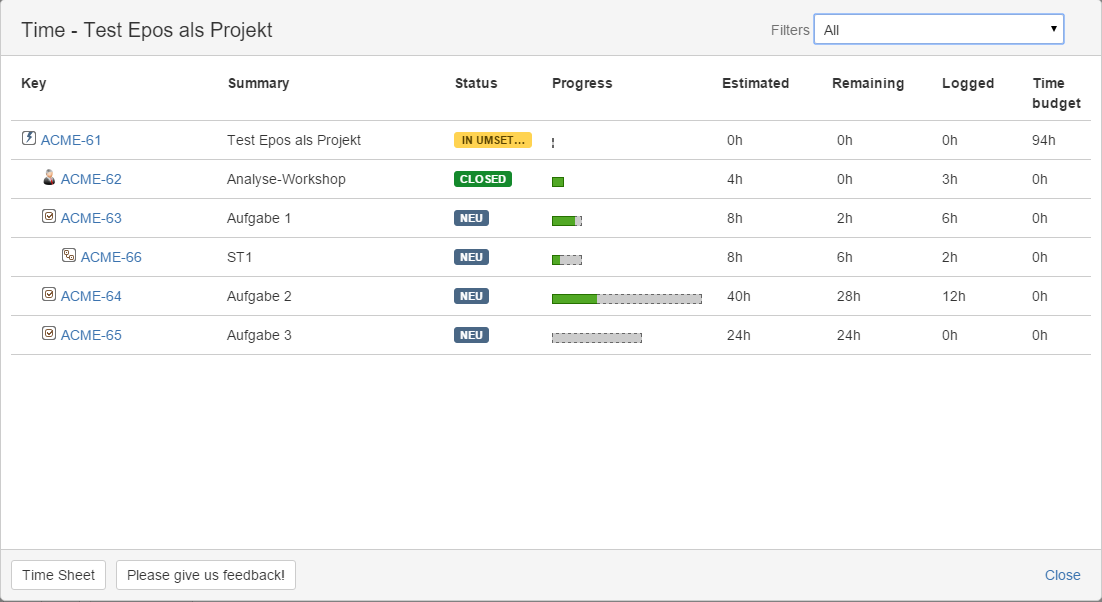 Time - Test Epos als Projekt Filters All
Key Summary Status Progress Estimated Remaining Logged Time budget
ACME-61 Test Epos als Projekt IN UMSET... 0h 0h 0h 94h
ACME-62 Analyse-Workshop CLOSED 4h 0h 3h 0h
ACME-63 Aufgabe 1 NEU 8h 2h 6h 0h
ACME-66 ST1 NEU 8h 6h 2h 0h
ACME-64 Aufgabe 2 NEU 40h 28h 12h 0h
ACME-65 Aufgabe 3 NEU 24h 24h 0h 0h
Time Sheet Please give us feedback! Close